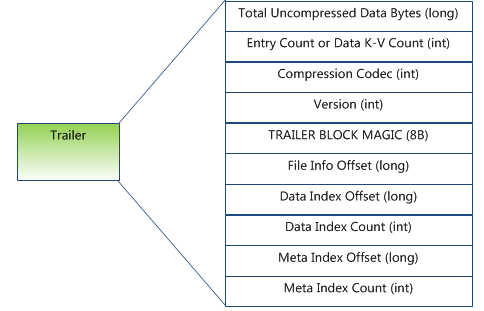 Trailer
Total Uncompressed Data Bytes (long)
Entry Count or Data K-V Count (int)
Compression Codec (int)
Version (int)
TRAILER BLOCK MAGIC (8B)
File Info Offset (long)
Data Index Offset (long)
Data Index Count (int)
Meta Index Offset (long)
Meta Index Count (int)